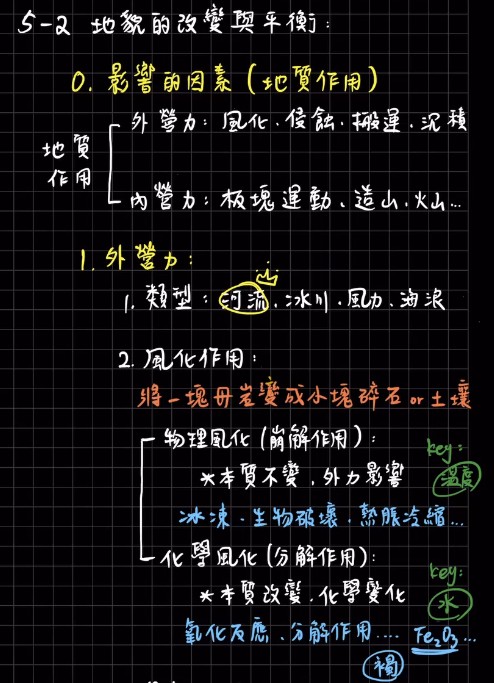 5-2 地貌的改變與平衡:
0. 影響的因素(地質作用)
地質作用
外營力: 風化、侵蝕、搬運、沉積
內營力: 板塊運動、造山、火山...
1. 外營力:
1. 類型: 河流、冰川、風力、海浪
2. 風化作用:
將一塊母岩變成小塊碎石or土壤
物理風化(崩解作用):
key: 溫度
*本質不變、外力影響
冰凍、生物破壞、熱脹冷縮...
化學風化(分解作用):
key: 水
*本質改變、化學變化
氧化反應、分解作用.... Fe₂O₃...
褐